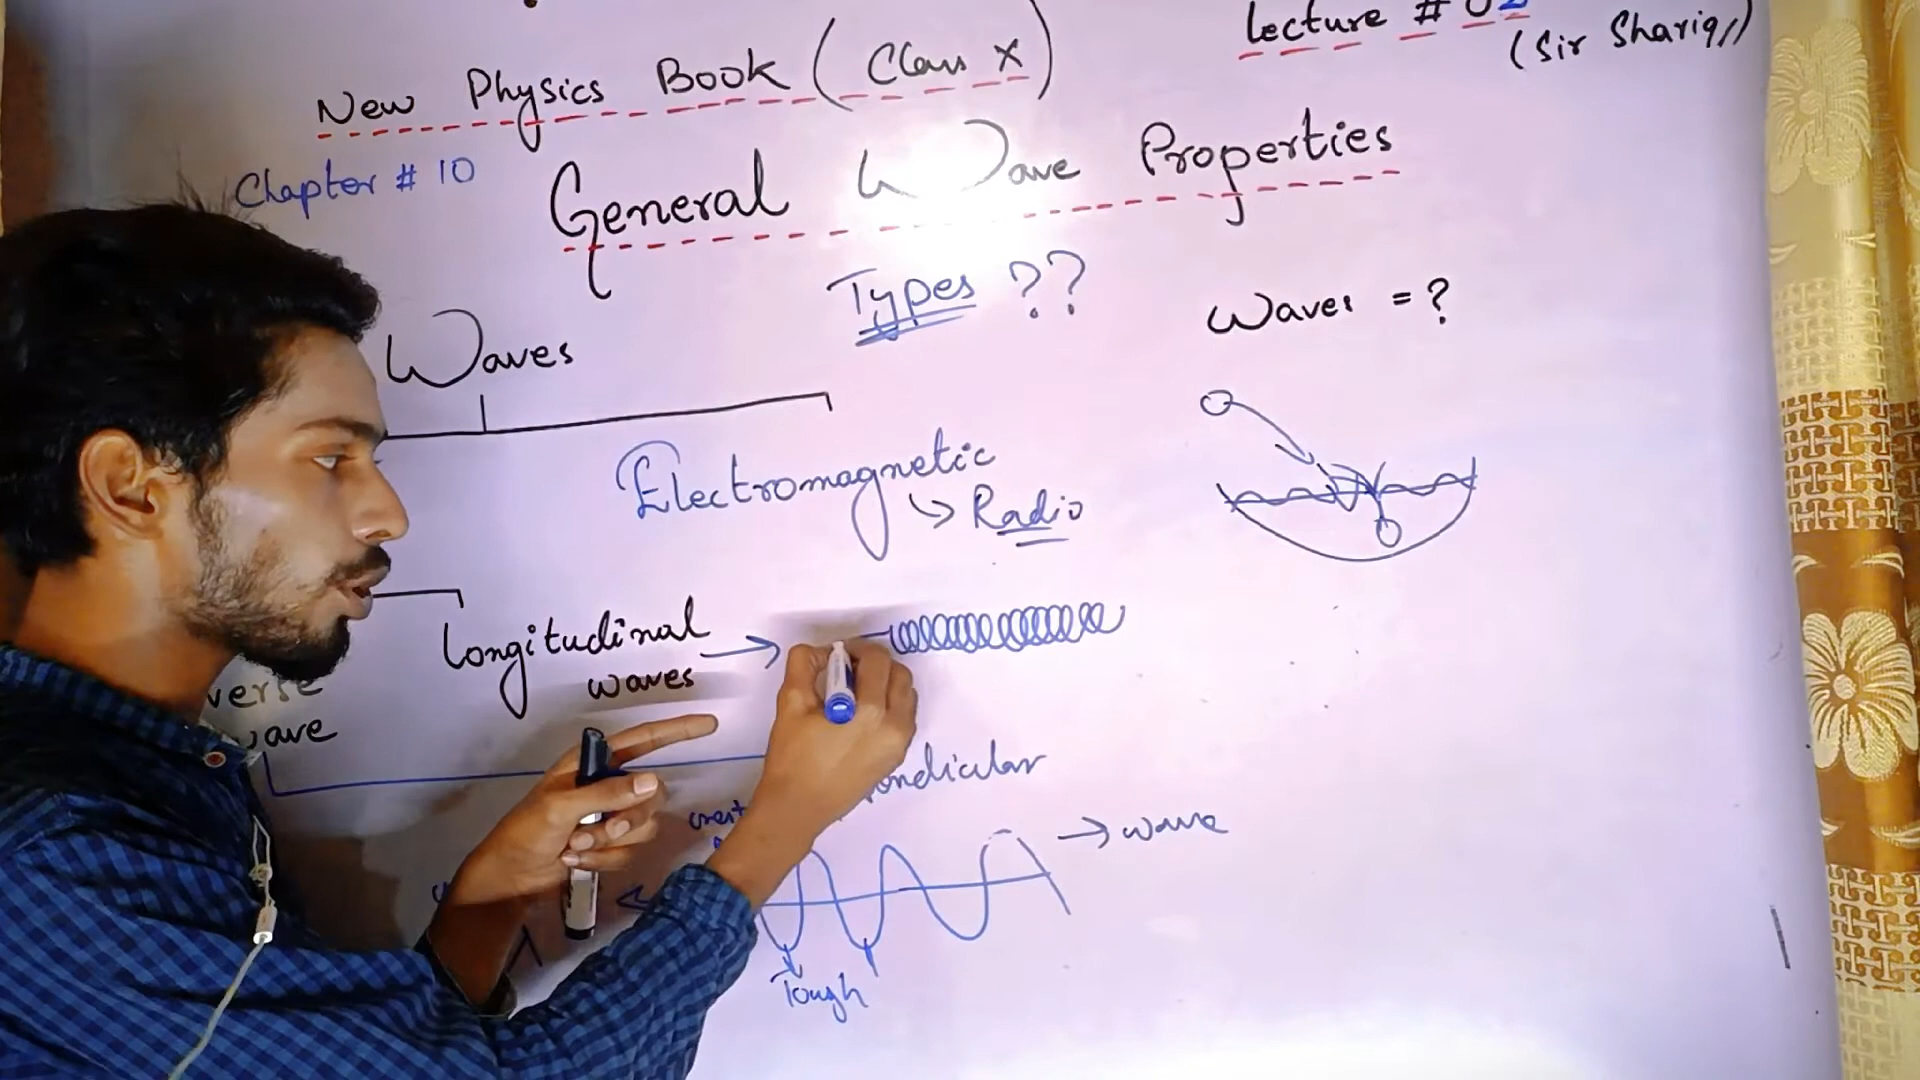 Lecture # 02
(Sir Shariq)
New Physics Book (Class X)
Chapter # 10
General Wave Properties
Types ??
Waves = ?
Waves
Electromagnetic
↳ Radio
Longitudinal
waves →
verse
wave
ndicular
→ wave
Tough